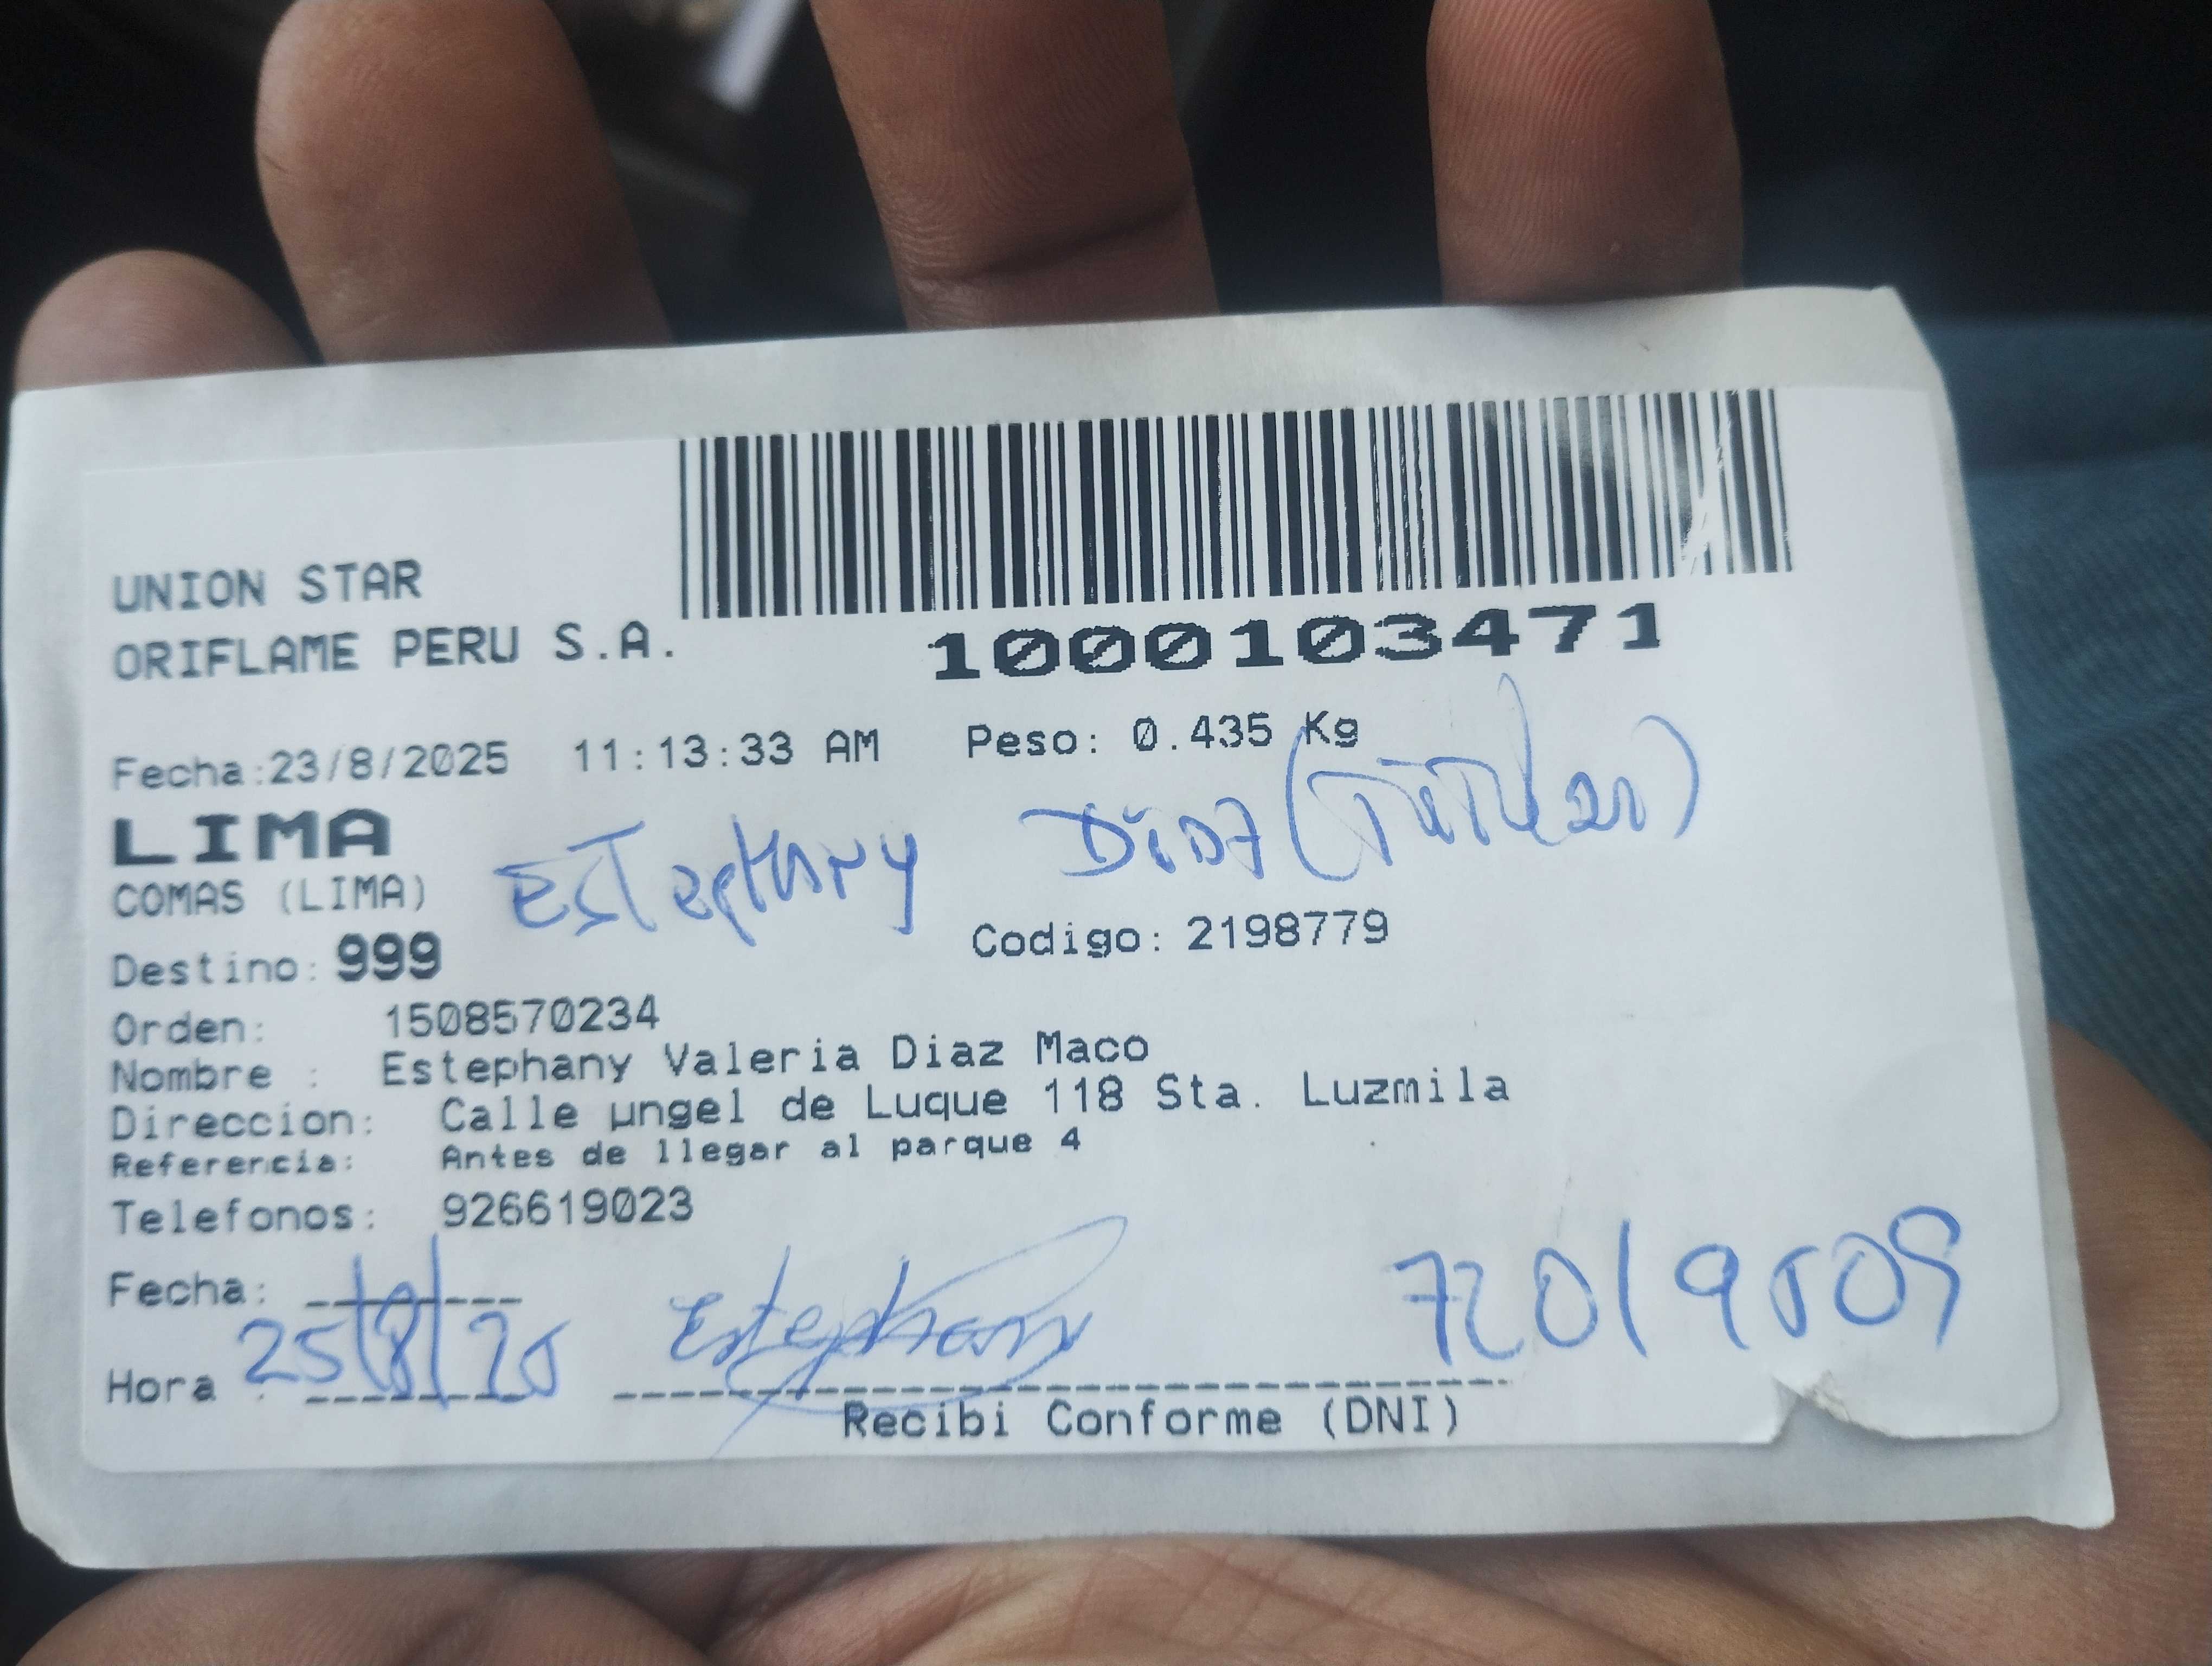 UNION STAR
ORIFLAME PERU S.A.
1000103471
Fecha:23/8/2025 11:13:33 AM Peso: 0.435 Kg
LIMA
COMAS (LIMA)
Estephany Diaz (Titular)
Destino: 999 Codigo: 2198779
Orden: 1508570234
Nombre : Estephany Valeria Diaz Maco
Direccion: Calle µngel de Luque 118 Sta. Luzmila
Referencia: Antes de llegar al parque 4
Telefonos: 926619023
Fecha: 25/8/25
Hora :
Estephany 72019509
Recibi Conforme (DNI)